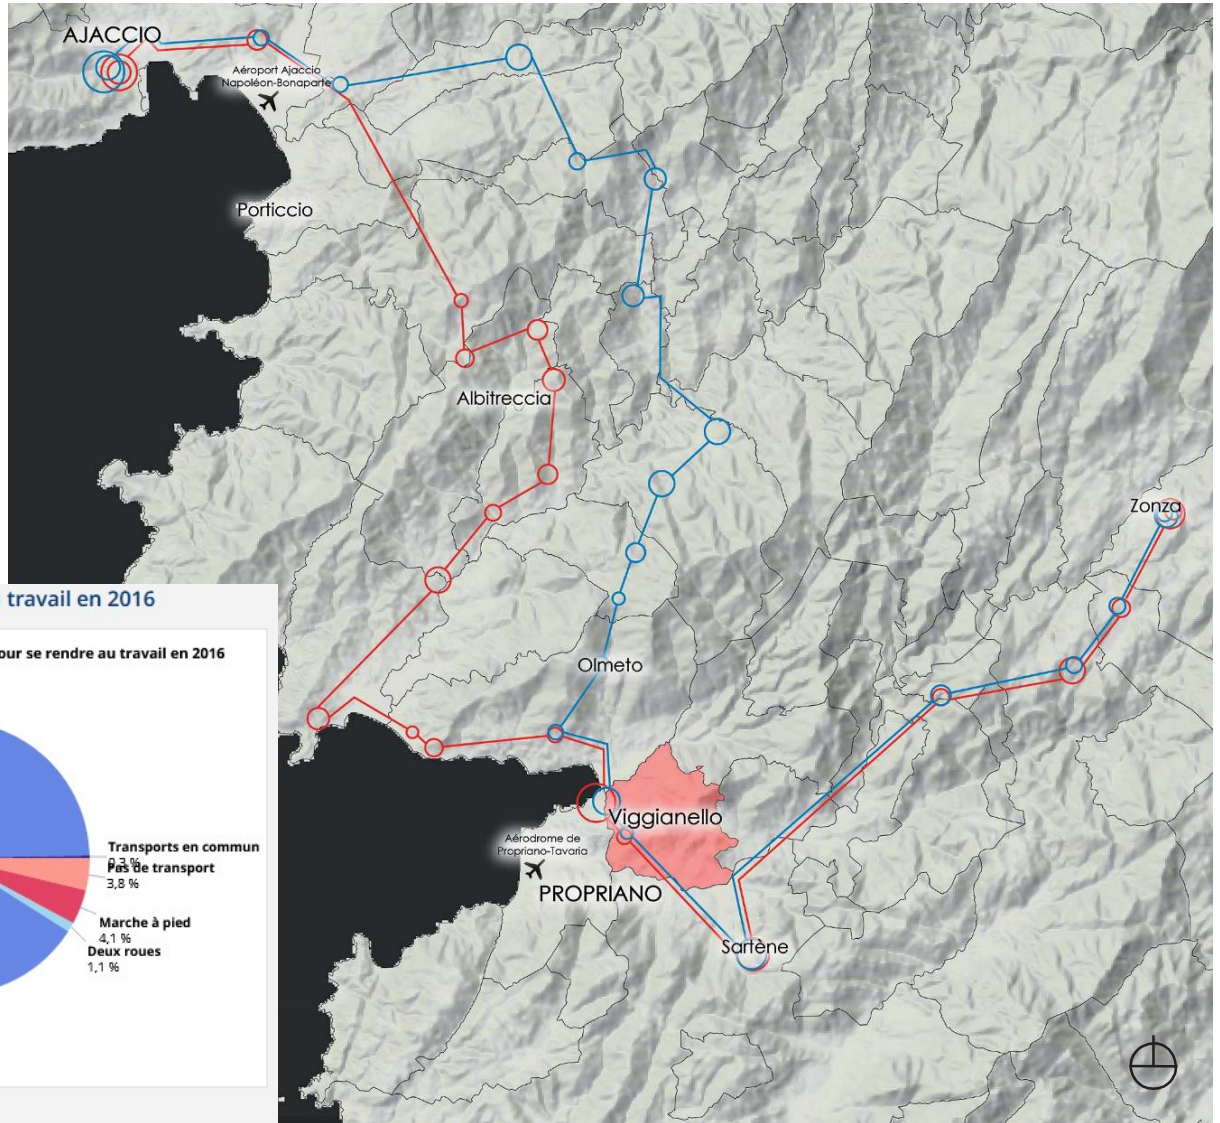 AJACCIO
Aéroport Ajaccio
Napoléon-Bonaparte
Porticcio
Albitreccia
Zonza
Olmeto
Viggianello
Aérodrome de
Propriano-Tavaria
PROPRIANO
Sartène
travail en 2016
our se rendre au travail en 2016
Transports en commun
0,3 %
Pas de transport
3,8 %
Marche à pied
4,1 %
Deux roues
1,1 %